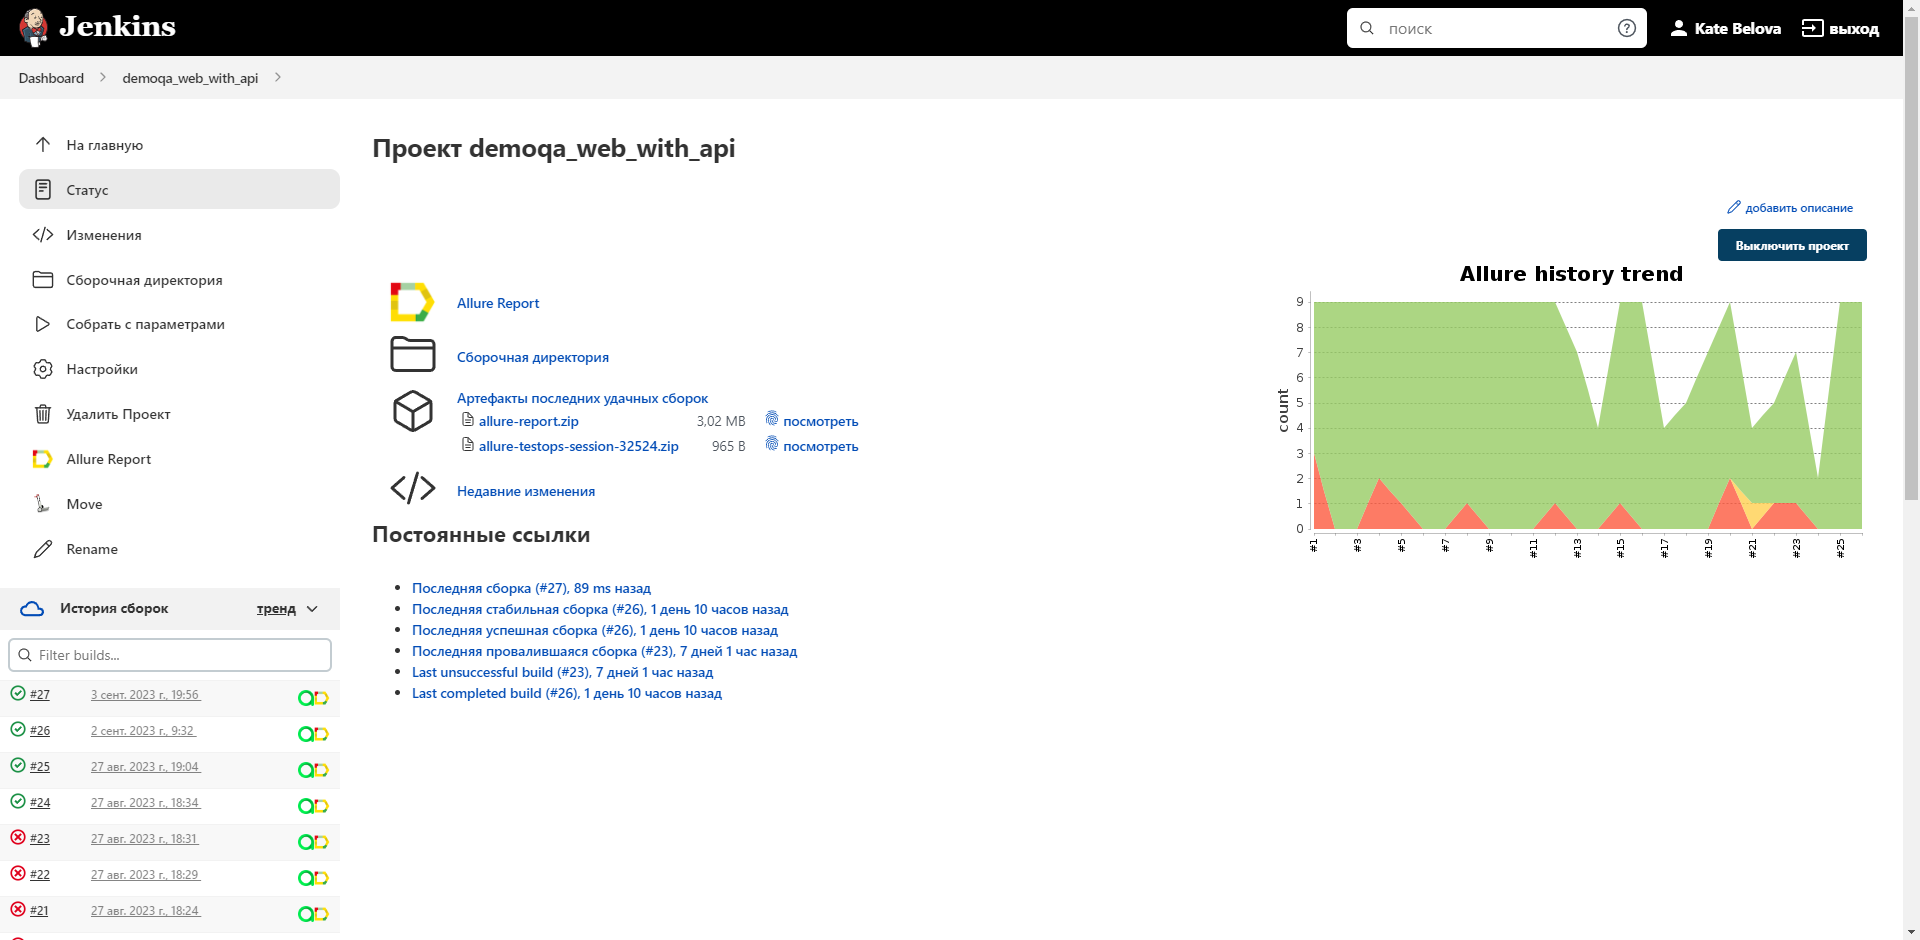 Jenkins
поиск
Kate Belova
выход
Dashboard
demoqa_web_with_api
На главную
Статус
Изменения
Сборочная директория
Собрать с параметрами
Настройки
Удалить Проект
Allure Report
Move
Rename
История сборок
тренд
Filter builds...
#27 3 сент. 2023 г., 19:56
#26 2 сент. 2023 г., 9:32
#25 27 авг. 2023 г., 19:04
#24 27 авг. 2023 г., 18:34
#23 27 авг. 2023 г., 18:31
#22 27 авг. 2023 г., 18:29
#21 27 авг. 2023 г., 18:24
Проект demoqa_web_with_api
добавить описание
Выключить проект
Allure Report
Сборочная директория
Артефакты последних удачных сборок
allure-report.zip 3,02 MB посмотреть
allure-testops-session-32524.zip 965 B посмотреть
Недавние изменения
Постоянные ссылки
Последняя сборка (#27), 89 ms назад
Последняя стабильная сборка (#26), 1 день 10 часов назад
Последняя успешная сборка (#26), 1 день 10 часов назад
Последняя провалившаяся сборка (#23), 7 дней 1 час назад
Last unsuccessful build (#23), 7 дней 1 час назад
Last completed build (#26), 1 день 10 часов назад
Allure history trend
count
9
8
7
6
5
4
3
2
1
0
#1 #3 #5 #7 #9 #11 #13 #15 #17 #19 #21 #23 #25